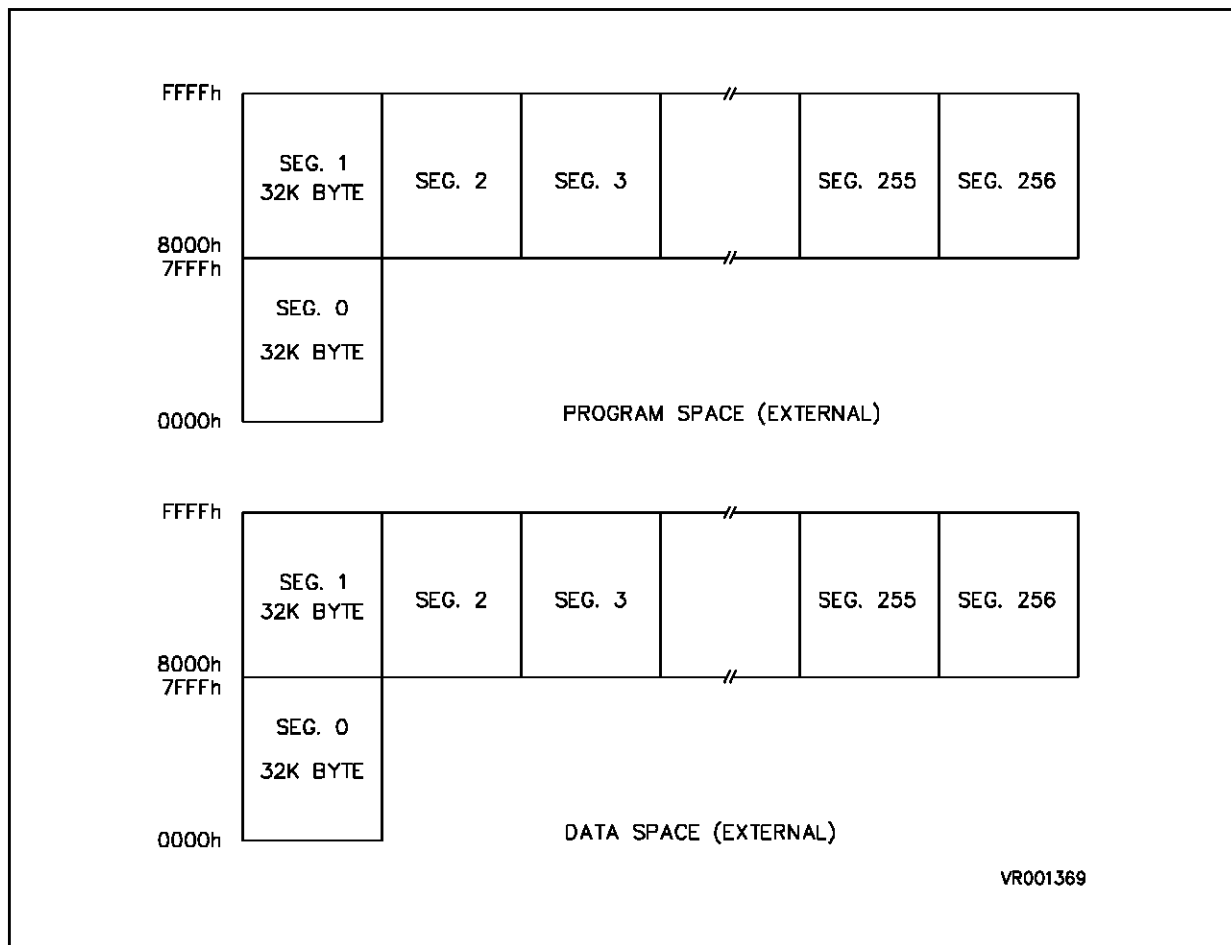 FFFFh
SEG. 1
32K BYTE
SEG. 2
SEG. 3
SEG. 255
SEG. 256
8000h
7FFFh
SEG. 0
32K BYTE
0000h
PROGRAM SPACE (EXTERNAL)
FFFFh
SEG. 1
32K BYTE
SEG. 2
SEG. 3
SEG. 255
SEG. 256
8000h
7FFFh
SEG. 0
32K BYTE
0000h
DATA SPACE (EXTERNAL)
VR001369